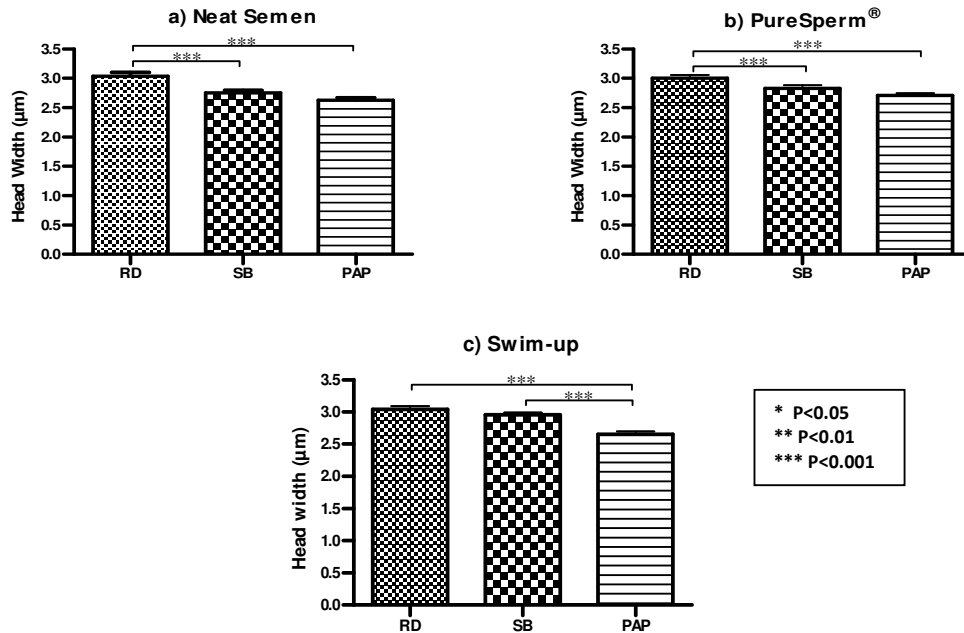 a) Neat Semen
***
***
Head Width (µm)
3.5
3.0
2.5
2.0
1.5
1.0
0.5
0.0
RD SB PAP
b) PureSperm®
***
***
Head Width (µm)
3.5
3.0
2.5
2.0
1.5
1.0
0.5
0.0
RD SB PAP
c) Swim-up
***
***
Head width (µm)
3.5
3.0
2.5
2.0
1.5
1.0
0.5
0.0
RD SB PAP
* P<0.05
** P<0.01
*** P<0.001